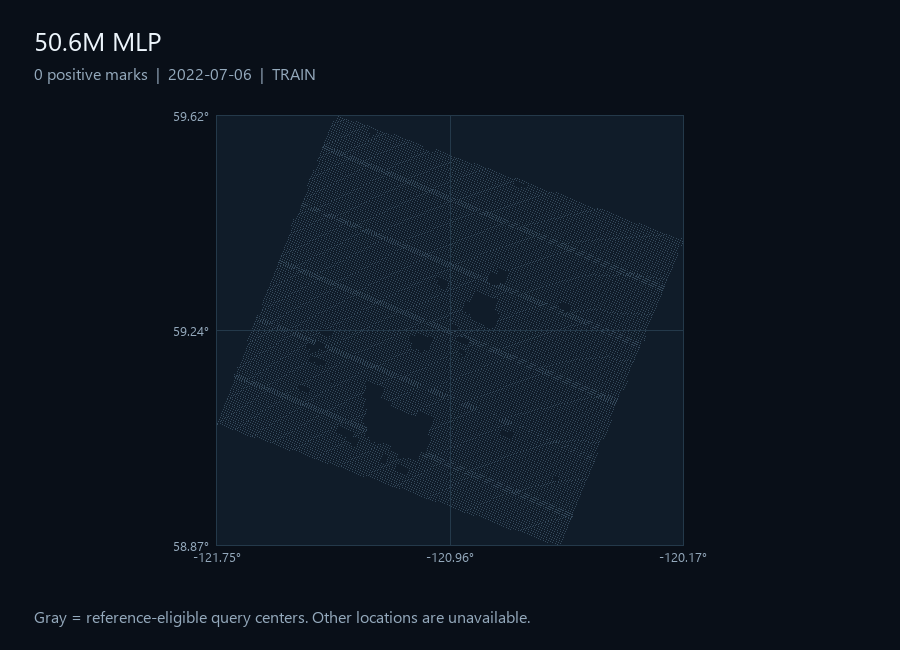 50.6M MLP
0 positive marks | 2022-07-06 | TRAIN
59.62°
59.24°
58.87°
-121.75°
-120.96°
-120.17°
Gray = reference-eligible query centers. Other locations are unavailable.